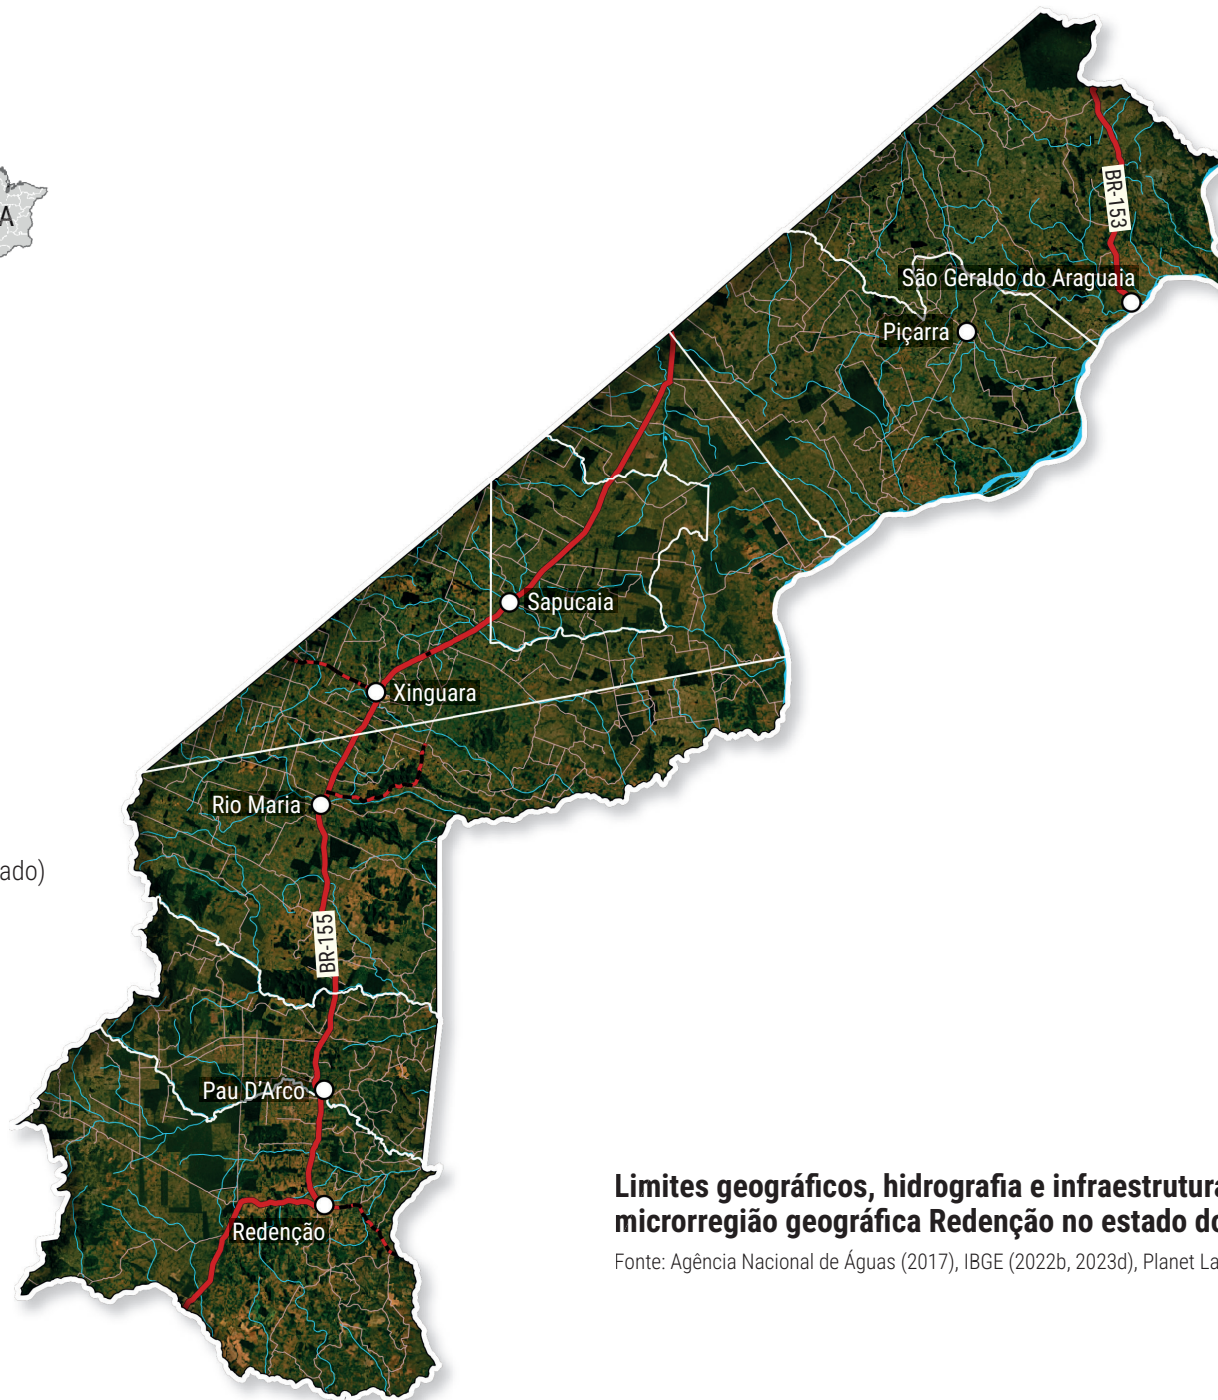 A
BR-153
São Geraldo do Araguaia
Piçarra
Sapucaia
Xinguara
Rio Maria
ado)
BR-155
Pau D'Arco
Redenção
Limites geográficos, hidrografia e infraestrutura
microrregião geográfica Redenção no estado do
Fonte: Agência Nacional de Águas (2017), IBGE (2022b, 2023d), Planet La